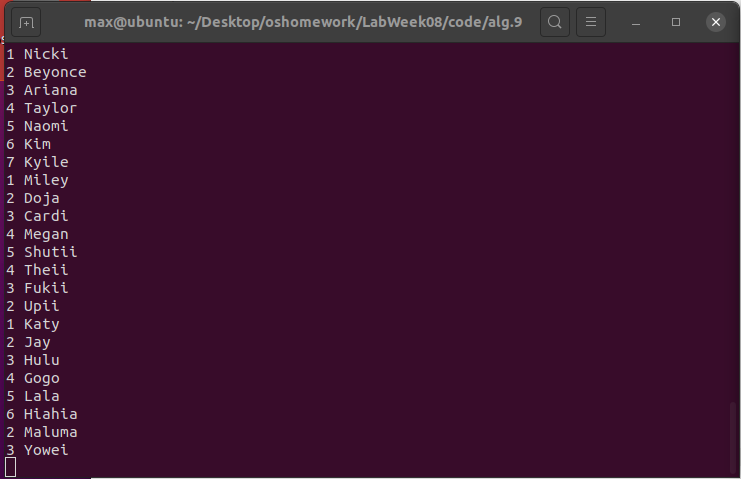 max@ubuntu: ~/Desktop/oshomework/LabWeek08/code/alg.9
1 Nicki
2 Beyonce
3 Ariana
4 Taylor
5 Naomi
6 Kim
7 Kyile
1 Miley
2 Doja
3 Cardi
4 Megan
5 Shutii
4 Theii
3 Fukii
2 Upii
1 Katy
2 Jay
3 Hulu
4 Gogo
5 Lala
6 Hiahia
2 Maluma
3 Yowei